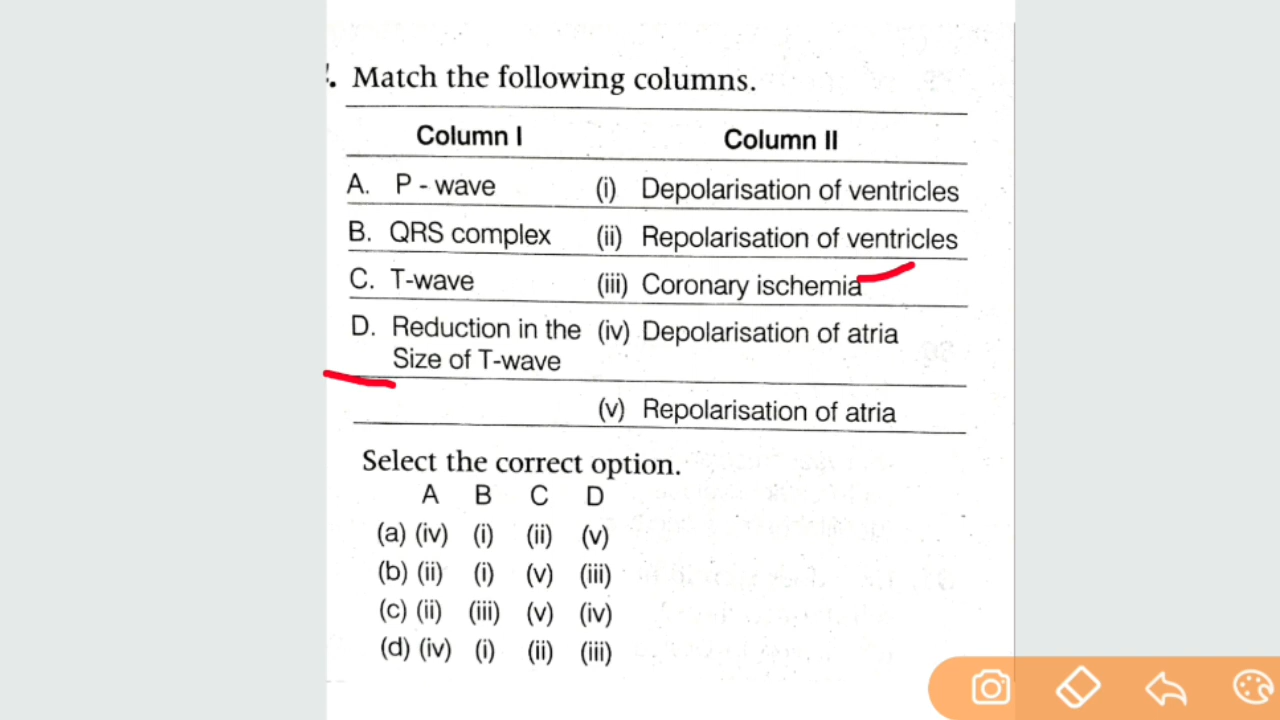 . Match the following columns.
Column I Column II
A. P - wave (i) Depolarisation of ventricles
B. QRS complex (ii) Repolarisation of ventricles
C. T-wave (iii) Coronary ischemia
D. Reduction in the (iv) Depolarisation of atria
Size of T-wave
(v) Repolarisation of atria
Select the correct option.
A B C D
(a) (iv) (i) (ii) (v)
(b) (ii) (i) (v) (iii)
(c) (ii) (iii) (v) (iv)
(d) (iv) (i) (ii) (iii)